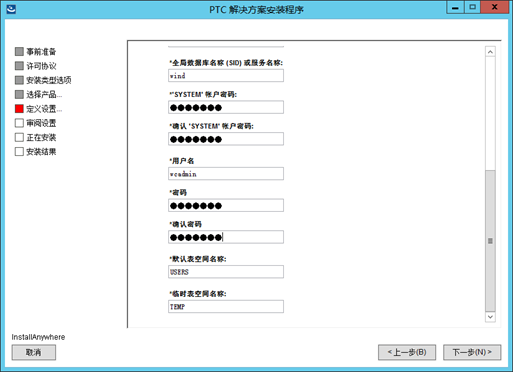 PTC 解决方案安装程序
事前准备
许可协议
安装类型选项
选择产品...
定义设置...
审阅设置
正在安装
安装结果
*全局数据库名称 (SID) 或服务名称:
wind
*'SYSTEM' 帐户密码:
●●●●●●●
*确认 'SYSTEM' 帐户密码:
●●●●●●●
*用户名
wcadmin
*密码
●●●●●●●
*确认密码
●●●●●●●
*默认表空间名称:
USERS
*临时表空间名称:
TEMP
InstallAnywhere
取消
< 上一步(B)
下一步(N) >